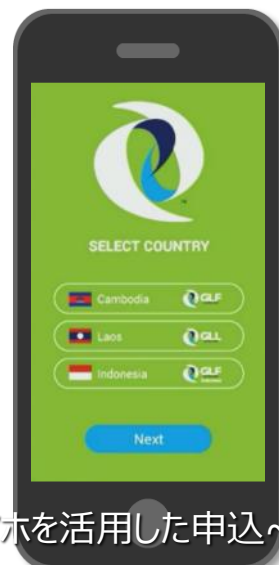 SELECT COUNTRY
Cambodia GLF
Laos GLL
Indonesia GLF
Next
ホを活用した申込~